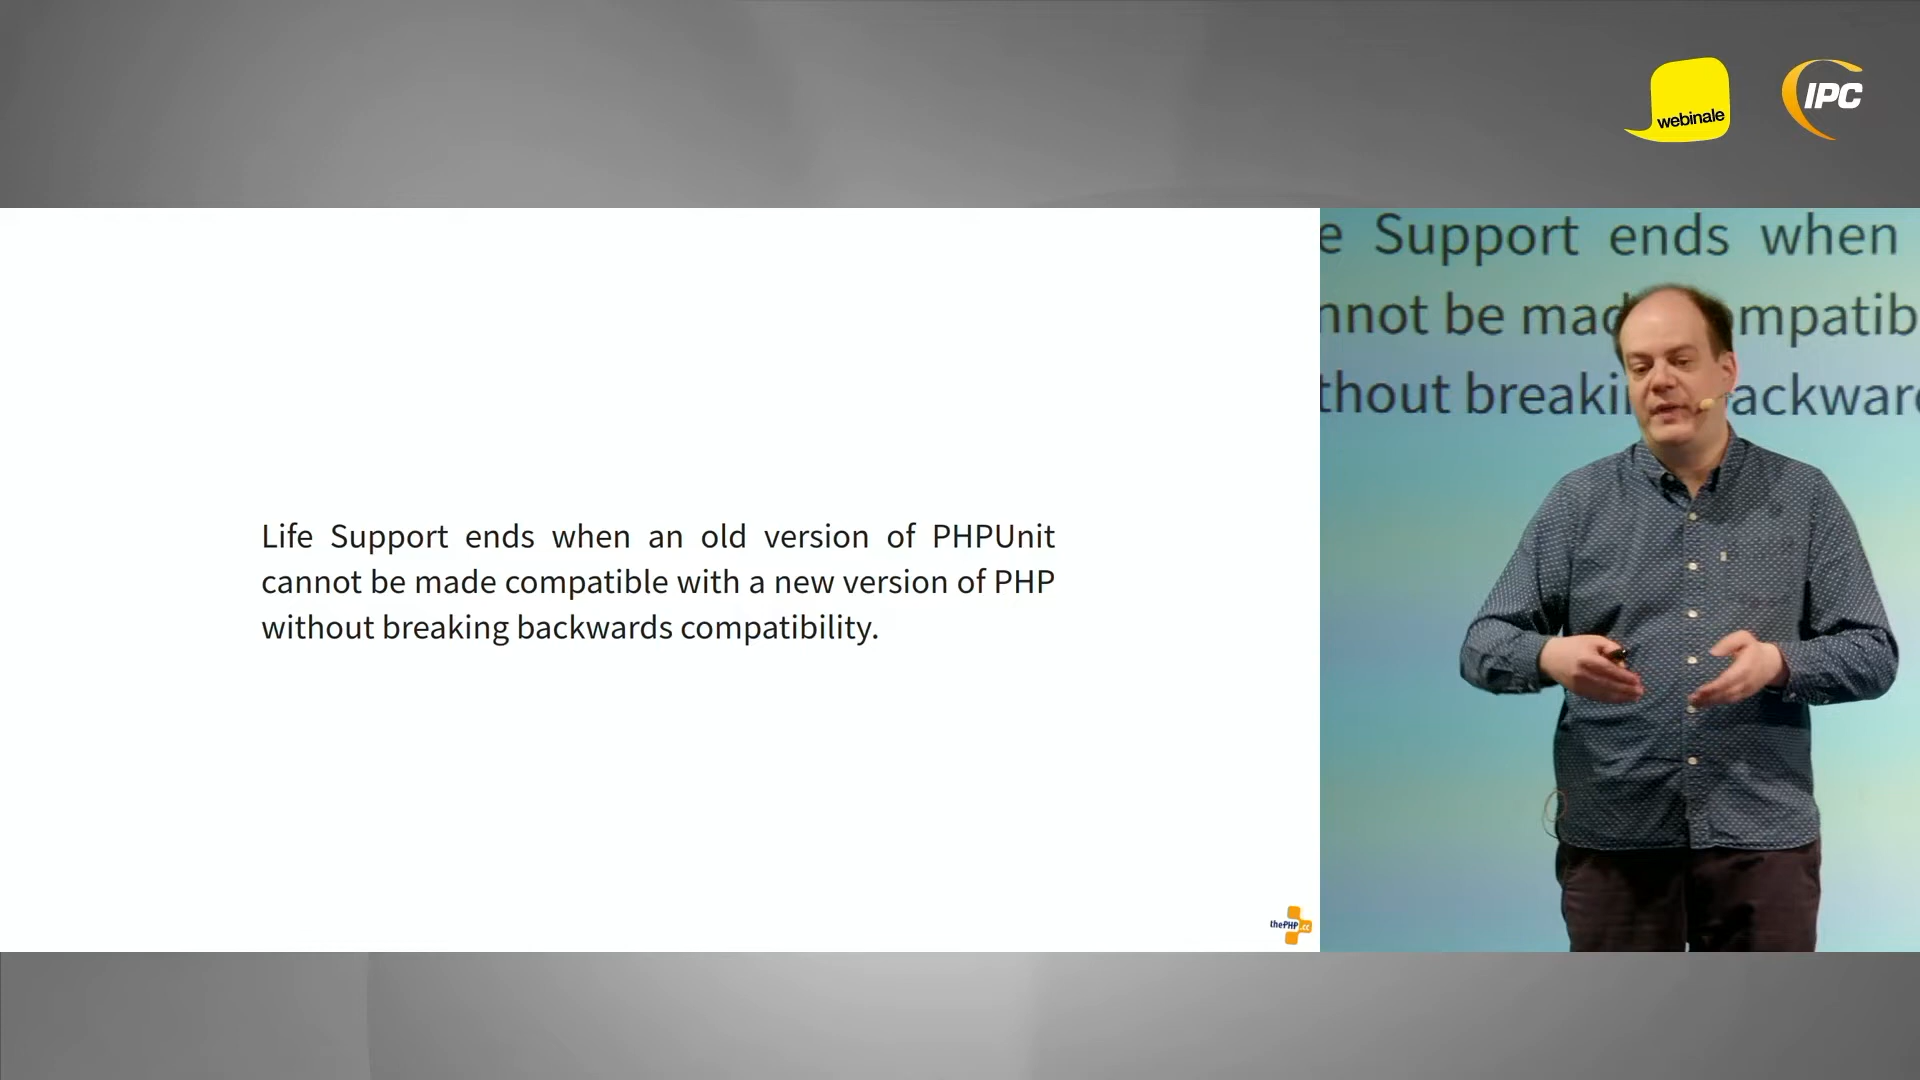 webinale
IPC
Life Support ends when an old version of PHPUnit
cannot be made compatible with a new version of PHP
without breaking backwards compatibility.
thePHP.cc
e Support ends when
nnot be mad mpatib
thout breaki ackward